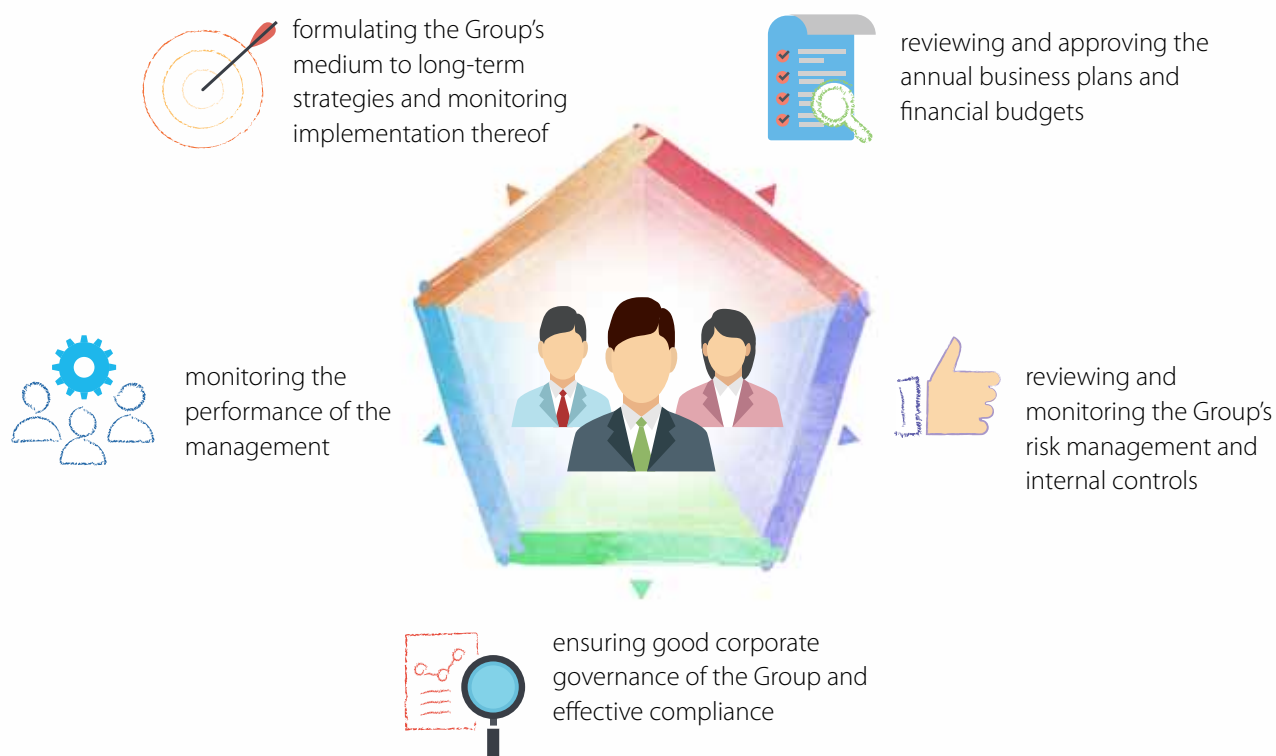 formulating the Group’s
medium to long-term
strategies and monitoring
implementation thereof
reviewing and approving the
annual business plans and
financial budgets
monitoring the
performance of the
management
reviewing and
monitoring the Group’s
risk management and
internal controls
ensuring good corporate
governance of the Group and
effective compliance